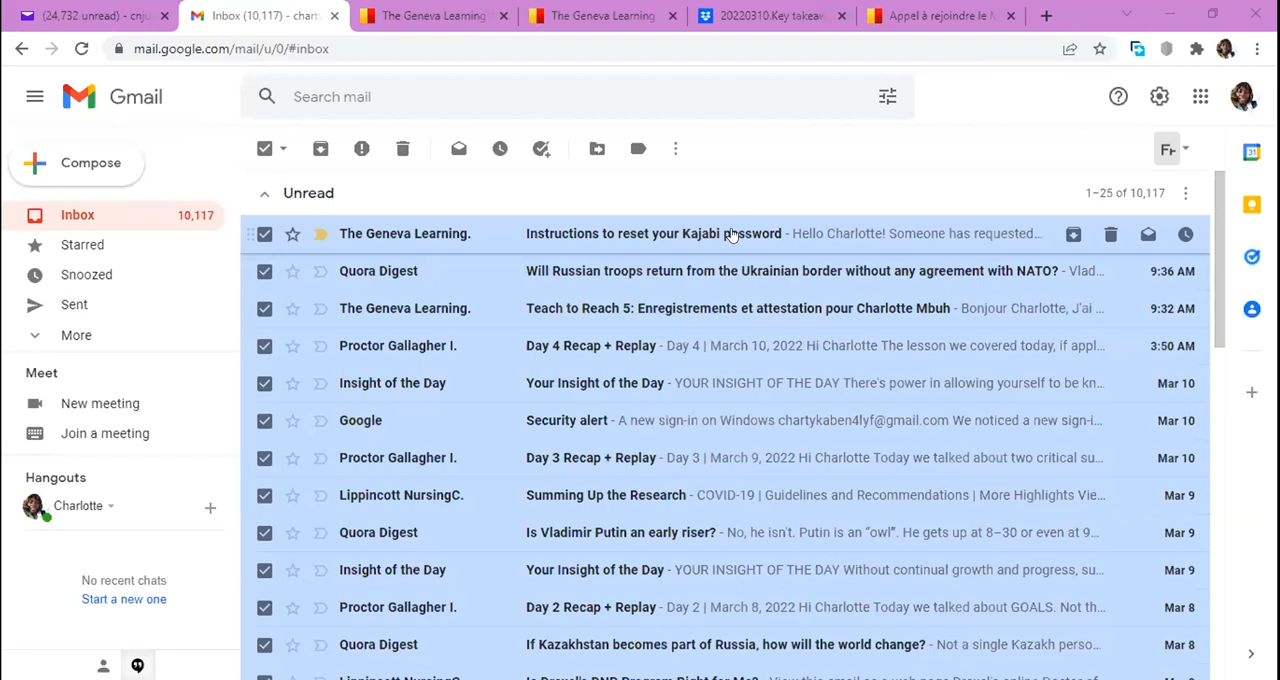 (24,732 unread) - cnju
Inbox (10,117) - chart
The Geneva Learning
The Geneva Learning
20220310.Key takeaw
Appel à rejoindre le M
mail.google.com/mail/u/0/#inbox
Gmail
Search mail
Compose
Fr
Unread
1–25 of 10,117
Inbox 10,117
Starred
Snoozed
Sent
More
Meet
New meeting
Join a meeting
Hangouts
Charlotte
No recent chats
Start a new one
The Geneva Learning. Instructions to reset your Kajabi password - Hello Charlotte! Someone has requested…
Quora Digest Will Russian troops return from the Ukrainian border without any agreement with NATO? - Vlad… 9:36 AM
The Geneva Learning. Teach to Reach 5: Enregistrements et attestation pour Charlotte Mbuh - Bonjour Charlotte, J'ai … 9:32 AM
Proctor Gallagher I. Day 4 Recap + Replay - Day 4 | March 10, 2022 Hi Charlotte The lesson we covered today, if appl… 3:50 AM
Insight of the Day Your Insight of the Day - YOUR INSIGHT OF THE DAY There's power in allowing yourself to be kn… Mar 10
Google Security alert - A new sign-in on Windows chartykaben4lyf@gmail.com We noticed a new sign-i… Mar 10
Proctor Gallagher I. Day 3 Recap + Replay - Day 3 | March 9, 2022 Hi Charlotte Today we talked about two critical su… Mar 10
Lippincott NursingC. Summing Up the Research - COVID-19 | Guidelines and Recommendations | More Highlights Vie… Mar 9
Quora Digest Is Vladimir Putin an early riser? - No, he isn't. Putin is an “owl”. He gets up at 8–30 or even at 9… Mar 9
Insight of the Day Your Insight of the Day - YOUR INSIGHT OF THE DAY Without continual growth and progress, su… Mar 9
Proctor Gallagher I. Day 2 Recap + Replay - Day 2 | March 8, 2022 Hi Charlotte Today we talked about GOALS. Not th… Mar 8
Quora Digest If Kazakhstan becomes part of Russia, how will the world change? - Not a single Kazakh perso… Mar 8